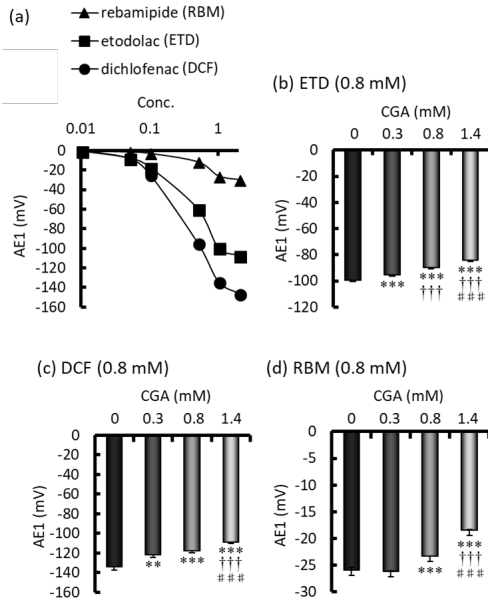 (a)
rebamipide (RBM)
etodolac (ETD)
dichlofenac (DCF)
Conc.
0.01 0.1 1
0
-20
-40
-60
-80
-100
-120
-140
-160
AE1 (mV)
(b) ETD (0.8 mM)
CGA (mM)
0 0.3 0.8 1.4
0
-20
-40
-60
-80
-100
-120
AE1 (mV)
*** *** ***
††† †††
###
(c) DCF (0.8 mM)
CGA (mM)
0 0.3 0.8 1.4
0
-20
-40
-60
-80
-100
-120
-140
-160
AE1 (mV)
** *** ***
†††
###
(d) RBM (0.8 mM)
CGA (mM)
0 0.3 0.8 1.4
0
-5
-10
-15
-20
-25
-30
AE1 (mV)
*** ***
†††
###